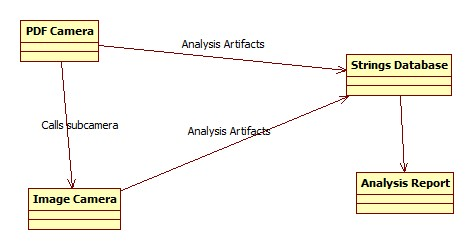 PDF Camera
Analysis Artifacts
Strings Database
Calls subcamera
Analysis Artifacts
Image Camera
Analysis Report